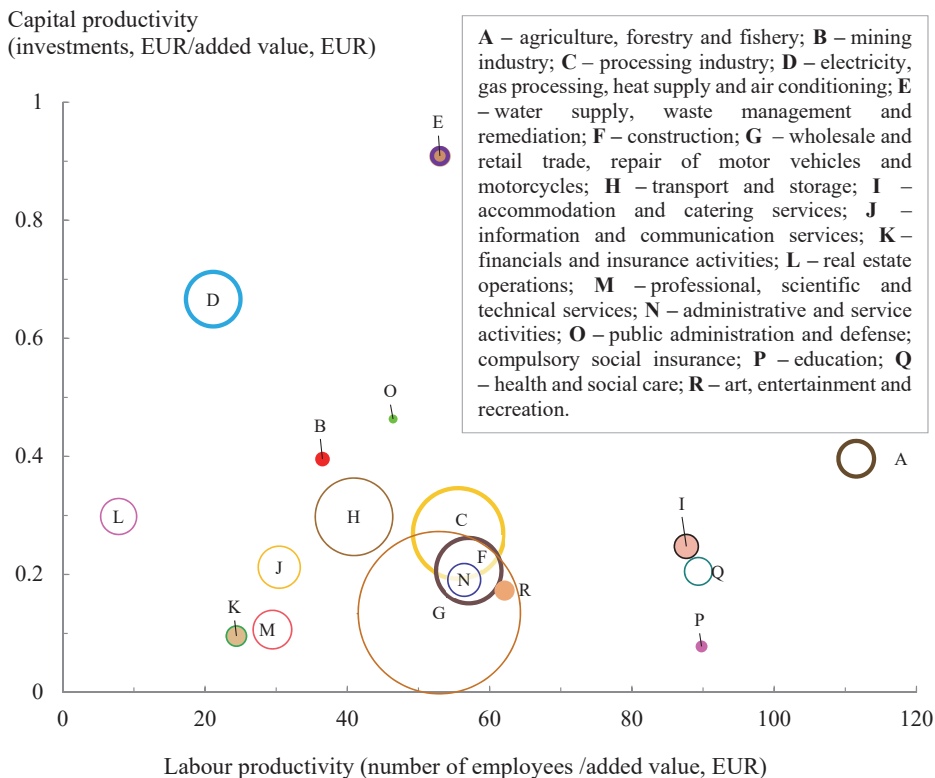 Capital productivity
(investments, EUR/added value, EUR)
A – agriculture, forestry and fishery; B – mining
industry; C – processing industry; D – electricity,
gas processing, heat supply and air conditioning; E
– water supply, waste management and
remediation; F – construction; G – wholesale and
retail trade, repair of motor vehicles and
motorcycles; H – transport and storage; I –
accommodation and catering services; J –
information and communication services; K –
financials and insurance activities; L – real estate
operations; M – professional, scientific and
technical services; N – administrative and service
activities; O – public administration and defense;
compulsory social insurance; P – education; Q
– health and social care; R – art, entertainment and
recreation.
1
E
0.8
D
0.6
O
B
0.4
A
L
H
C
I
F
J
0.2
N
Q
R
G
K
M
P
0
0
20
40
60
80
100
120
Labour productivity (number of employees /added value, EUR)